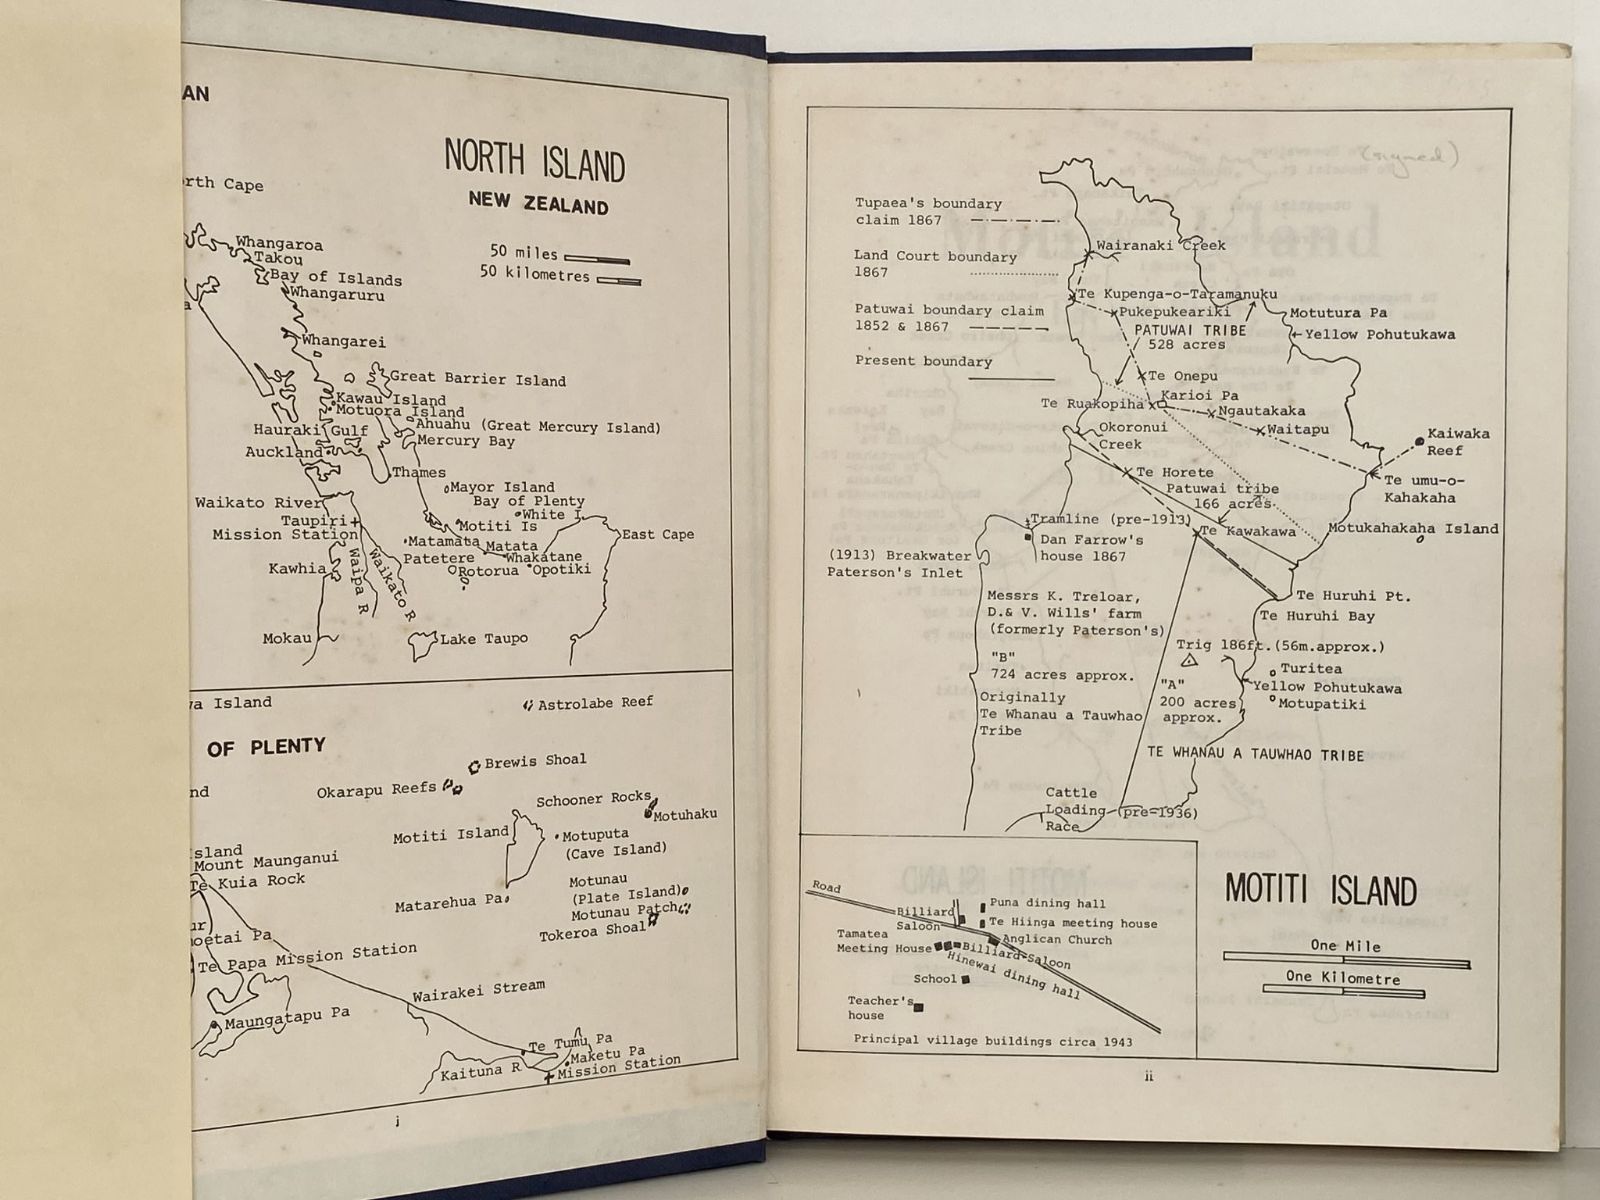 AN
NORTH ISLAND
NEW ZEALAND
rth Cape
50 miles
50 kilometres
Whangaroa
Takou
Bay of Islands
Whangaruru
a
Whangarei
Great Barrier Island
Kawau Island
Motuora Island
Ahuahu (Great Mercury Island)
Hauraki Gulf
Mercury Bay
Auckland
Thames
Mayor Island
Waikato River
Bay of Plenty
White I
Taupiri
Mission Station
Motiti Is
East Cape
Matamata
Matata
Patetere
Whakatane
Kawhia
Rotorua
Opotiki
Waipa R
Waikato R
Mokau
Lake Taupo
wa Island
Astrolabe Reef
OF PLENTY
Brewis Shoal
nd
Okarapu Reefs
Schooner Rocks
Motuhaku
Motiti Island
Motuputa
(Cave Island)
sland
Mount Maunganui
Te Kuia Rock
Motunau
(Plate Island)
Matarehua Pa
Motunau Patch
Tokeroa Shoal
ur
oetai Pa
Te Papa Mission Station
Wairakei Stream
Maungatapu Pa
Te Tumu Pa
Maketu Pa
Kaituna R
Mission Station
i
(signed)
Tupaea's boundary
claim 1867
Land Court boundary
1867
Patuwai boundary claim
1852 & 1867
Present boundary
Wairanaki Creek
Te Kupenga-o-Taramanuku
Pukepukeariki
Motutura Pa
PATUWAI TRIBE
528 acres
Yellow Pohutukawa
Te Onepu
Karioi Pa
Te Ruakopiha
Ngautakaka
Okoronui
Creek
Waitapu
Kaiwaka
Reef
Te Horete
Te umu-o-
Kahakaha
Patuwai tribe
166 acres
Tramline (pre-1913)
Te Kawakawa
Motukahakaha Island
Dan Farrow's
house 1867
(1913) Breakwater
Paterson's Inlet
Messrs K. Treloar,
D.& V. Wills' farm
(formerly Paterson's)
Te Huruhi Pt.
Te Huruhi Bay
Trig 186ft.(56m.approx.)
"B"
724 acres approx.
Turitea
Yellow Pohutukawa
Motupatiki
"A"
200 acres
approx.
Originally
Te Whanau a Tauwhao
Tribe
TE WHANAU A TAUWHAO TRIBE
Cattle
Loading (pre-1936)
Race
Road
Puna dining hall
Billiard
Saloon
Te Hiinga meeting house
Anglican Church
Tamatea
Meeting House
Billiard Saloon
Hinewai dining hall
School
Teacher's
house
Principal village buildings circa 1943
MOTITI ISLAND
One Mile
One Kilometre
ii